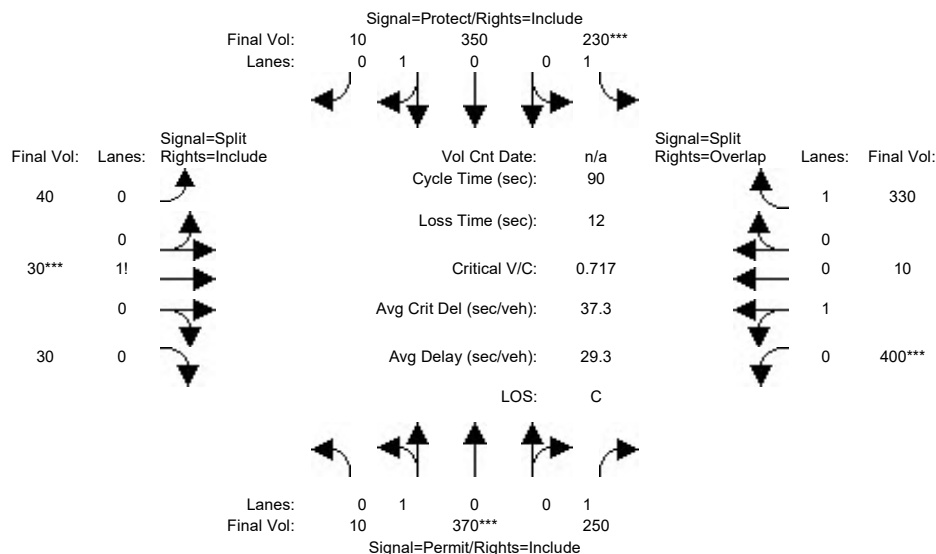 Signal=Protect/Rights=Include
Final Vol: 10 350 230***
Lanes: 0 1 0 0 1
Signal=Split
Final Vol: Lanes: Rights=Include
Vol Cnt Date: n/a
Signal=Split
Rights=Overlap Lanes: Final Vol:
Cycle Time (sec): 90
40 0
1 330
Loss Time (sec): 12
0
0
30*** 1!
Critical V/C: 0.717
0 10
0
Avg Crit Del (sec/veh): 37.3
1
30 0
Avg Delay (sec/veh): 29.3
0 400***
LOS: C
Lanes: 0 1 0 0 1
Final Vol: 10 370*** 250
Signal=Permit/Rights=Include